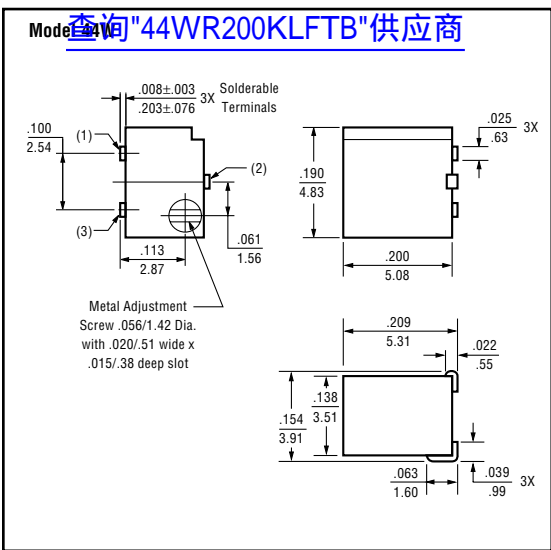 Model 44W
查询"44WR200KLFTB"供应商
.008±.003
.203±.076
3X
Solderable
Terminals
.100
2.54
(1)
(2)
(3)
.113
2.87
.061
1.56
Metal Adjustment
Screw .056/1.42 Dia.
with .020/.51 wide x
.015/.38 deep slot
.025
.63
3X
.190
4.83
.200
5.08
.209
5.31
.022
.55
.154
3.91
.138
3.51
.063
1.60
.039
.99
3X